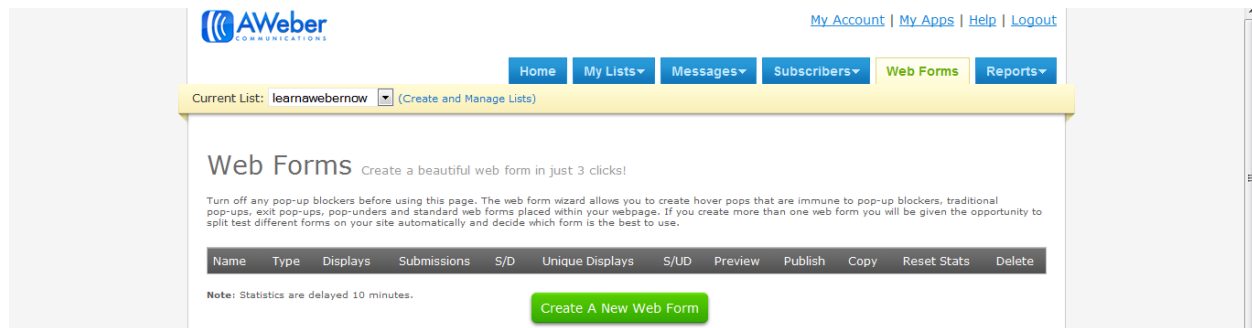 AWeber
COMMUNICATIONS
My Account | My Apps | Help | Logout
Home My Lists Messages Subscribers Web Forms Reports
Current List: learnawebernow (Create and Manage Lists)
Web Forms Create a beautiful web form in just 3 clicks!
Turn off any pop-up blockers before using this page. The web form wizard allows you to create hover pops that are immune to pop-up blockers, traditional
pop-ups, exit pop-ups, pop-unders and standard web forms placed within your webpage. If you create more than one web form you will be given the opportunity to
split test different forms on your site automatically and decide which form is the best to use.
Name Type Displays Submissions S/D Unique Displays S/UD Preview Publish Copy Reset Stats Delete
Note: Statistics are delayed 10 minutes.
Create A New Web Form